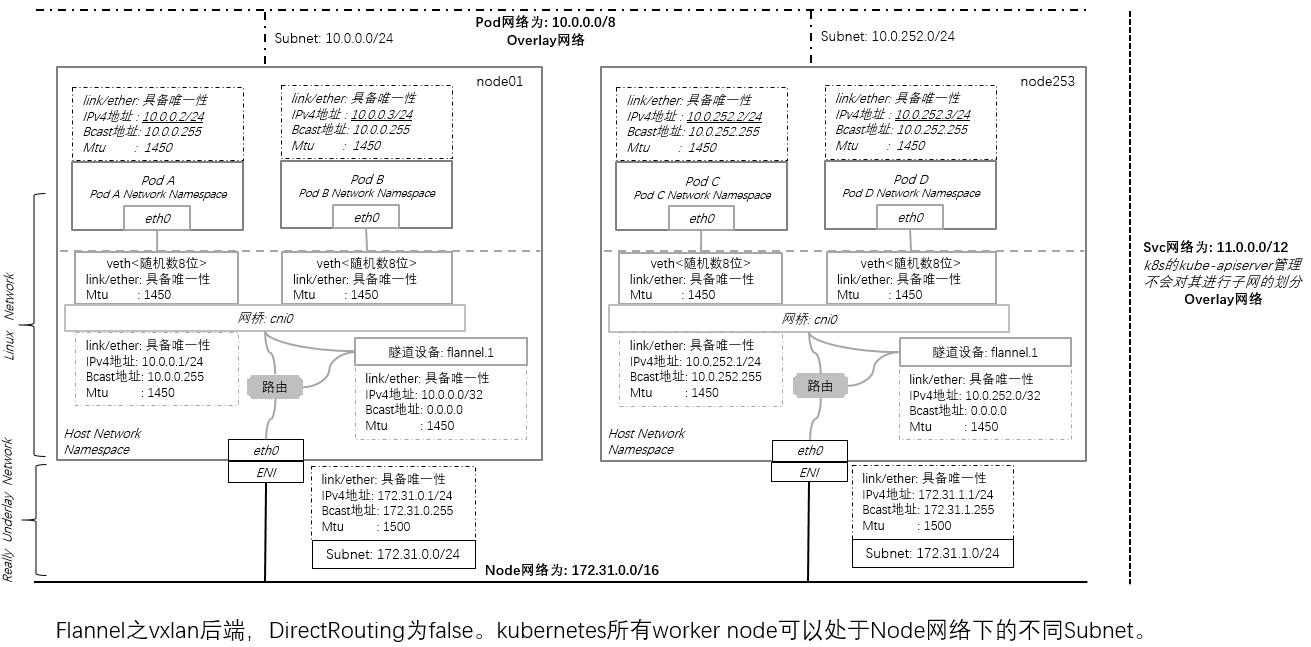 Pod网络为: 10.0.0.0/8
Overlay网络
Subnet: 10.0.0.0/24
Subnet: 10.0.252.0/24
node01
link/ether: 具备唯一性
IPv4地址 : 10.0.0.2/24
Bcast地址: 10.0.0.255
Mtu : 1450
link/ether: 具备唯一性
IPv4地址 : 10.0.0.3/24
Bcast地址: 10.0.0.255
Mtu : 1450
Pod A
Pod A Network Namespace
eth0
Pod B
Pod B Network Namespace
eth0
veth<随机数8位>
link/ether: 具备唯一性
Mtu : 1450
veth<随机数8位>
link/ether: 具备唯一性
Mtu : 1450
网桥: cni0
link/ether: 具备唯一性
IPv4地址: 10.0.0.1/24
Bcast地址: 10.0.0.255
Mtu : 1450
路由
隧道设备: flannel.1
link/ether: 具备唯一性
IPv4地址: 10.0.0.0/32
Bcast地址: 0.0.0.0
Mtu : 1450
Host Network
Namespace
eth0
ENI
link/ether: 具备唯一性
IPv4地址: 172.31.0.1/24
Bcast地址: 172.31.0.255
Mtu : 1500
Subnet: 172.31.0.0/24
node253
link/ether: 具备唯一性
IPv4地址 : 10.0.252.2/24
Bcast地址: 10.0.252.255
Mtu : 1450
link/ether: 具备唯一性
IPv4地址 : 10.0.252.3/24
Bcast地址: 10.0.252.255
Mtu : 1450
Pod C
Pod C Network Namespace
eth0
Pod D
Pod D Network Namespace
eth0
veth<随机数8位>
link/ether: 具备唯一性
Mtu : 1450
veth<随机数8位>
link/ether: 具备唯一性
Mtu : 1450
网桥: cni0
link/ether: 具备唯一性
IPv4地址: 10.0.252.1/24
Bcast地址: 10.0.252.255
Mtu : 1450
路由
隧道设备: flannel.1
link/ether: 具备唯一性
IPv4地址: 10.0.252.0/32
Bcast地址: 0.0.0.0
Mtu : 1450
Host Network
Namespace
eth0
ENI
link/ether: 具备唯一性
IPv4地址: 172.31.1.1/24
Bcast地址: 172.31.1.255
Mtu : 1500
Subnet: 172.31.1.0/24
Linux Network
Really Underlay Network
Svc网络为: 11.0.0.0/12
k8s的kube-apiserver管理
不会对其进行子网的划分
Overlay网络
Node网络为: 172.31.0.0/16
Flannel之vxlan后端，DirectRouting为false。kubernetes所有worker node可以处于Node网络下的不同Subnet。